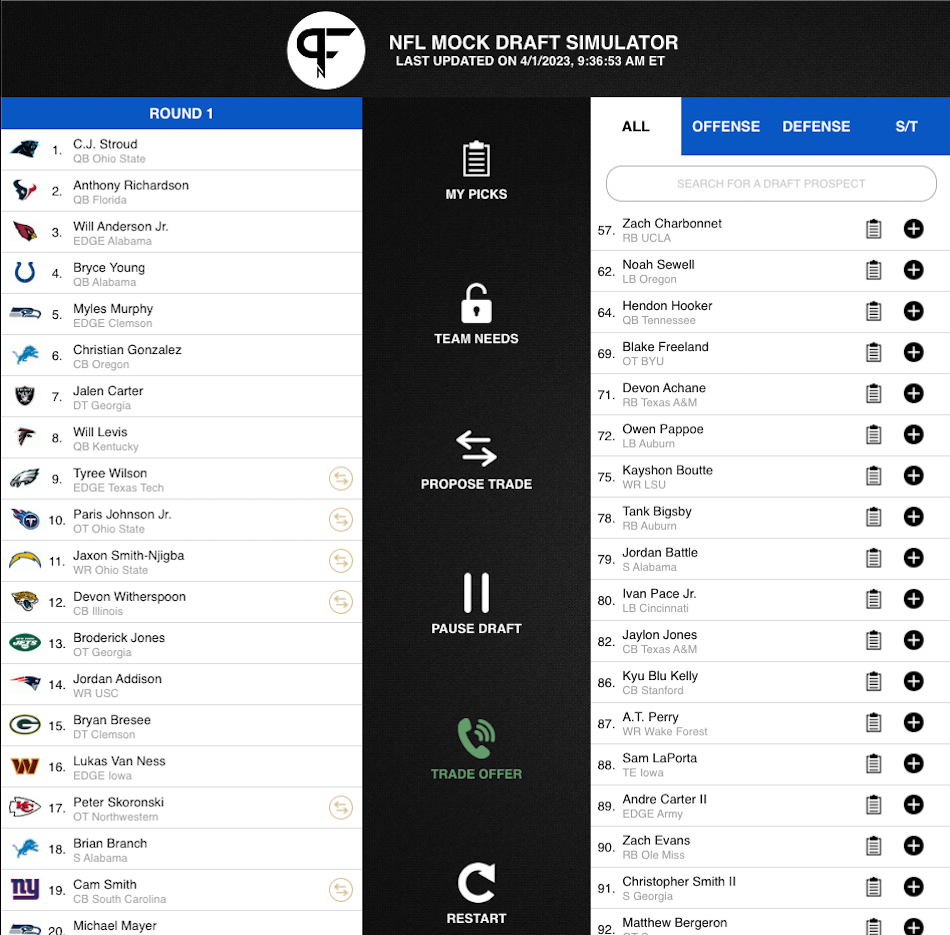 NFL MOCK DRAFT SIMULATOR
LAST UPDATED ON 4/1/2023, 9:36:53 AM ET
ROUND 1
1. C.J. Stroud
QB Ohio State
2. Anthony Richardson
QB Florida
3. Will Anderson Jr.
EDGE Alabama
4. Bryce Young
QB Alabama
5. Myles Murphy
EDGE Clemson
6. Christian Gonzalez
CB Oregon
7. Jalen Carter
DT Georgia
8. Will Levis
QB Kentucky
9. Tyree Wilson
EDGE Texas Tech
10. Paris Johnson Jr.
OT Ohio State
11. Jaxon Smith-Njigba
WR Ohio State
12. Devon Witherspoon
CB Illinois
13. Broderick Jones
OT Georgia
14. Jordan Addison
WR USC
15. Bryan Bresee
DT Clemson
16. Lukas Van Ness
EDGE Iowa
17. Peter Skoronski
OT Northwestern
18. Brian Branch
S Alabama
19. Cam Smith
CB South Carolina
20. Michael Mayer
MY PICKS
TEAM NEEDS
PROPOSE TRADE
PAUSE DRAFT
TRADE OFFER
RESTART
ALL OFFENSE DEFENSE S/T
SEARCH FOR A DRAFT PROSPECT
57. Zach Charbonnet
RB UCLA
62. Noah Sewell
LB Oregon
64. Hendon Hooker
QB Tennessee
69. Blake Freeland
OT BYU
71. Devon Achane
RB Texas A&M
72. Owen Pappoe
LB Auburn
75. Kayshon Boutte
WR LSU
78. Tank Bigsby
RB Auburn
79. Jordan Battle
S Alabama
80. Ivan Pace Jr.
LB Cincinnati
82. Jaylon Jones
CB Texas A&M
86. Kyu Blu Kelly
CB Stanford
87. A.T. Perry
WR Wake Forest
88. Sam LaPorta
TE Iowa
89. Andre Carter II
EDGE Army
90. Zach Evans
RB Ole Miss
91. Christopher Smith II
S Georgia
92. Matthew Bergeron